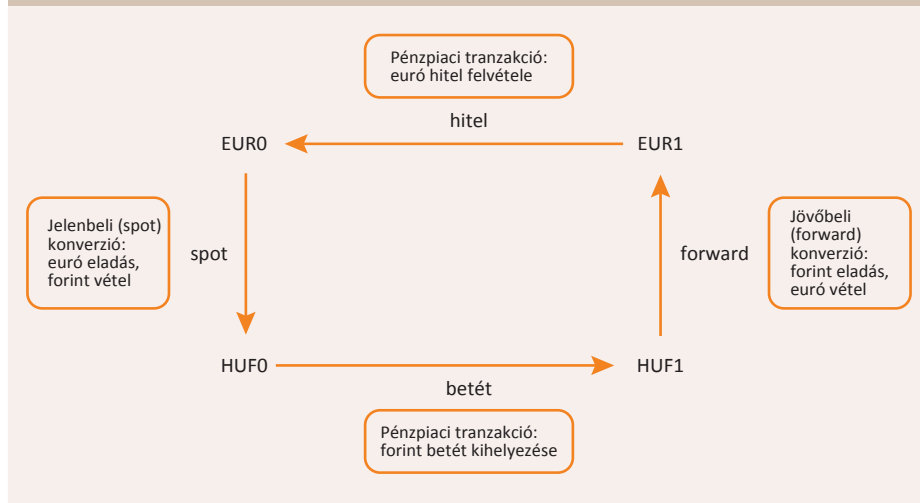 Pénzpiaci tranzakció:
euró hitel felvétele
hitel
EUR0
EUR1
Jelenbeli (spot)
konverzió:
euró eladás,
forint vétel
spot
forward
Jövőbeli
(forward)
konverzió:
forint eladás,
euró vétel
HUF0
HUF1
betét
Pénzpiaci tranzakció:
forint betét kihelyezése